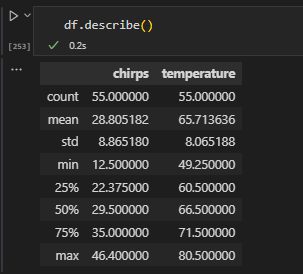 df.describe()
[253] 0.2s
chirps temperature
count 55.000000 55.000000
mean 28.805182 65.713636
std 8.865180 8.065188
min 12.500000 49.250000
25% 22.375000 60.500000
50% 29.500000 66.500000
75% 35.000000 71.500000
max 46.400000 80.500000